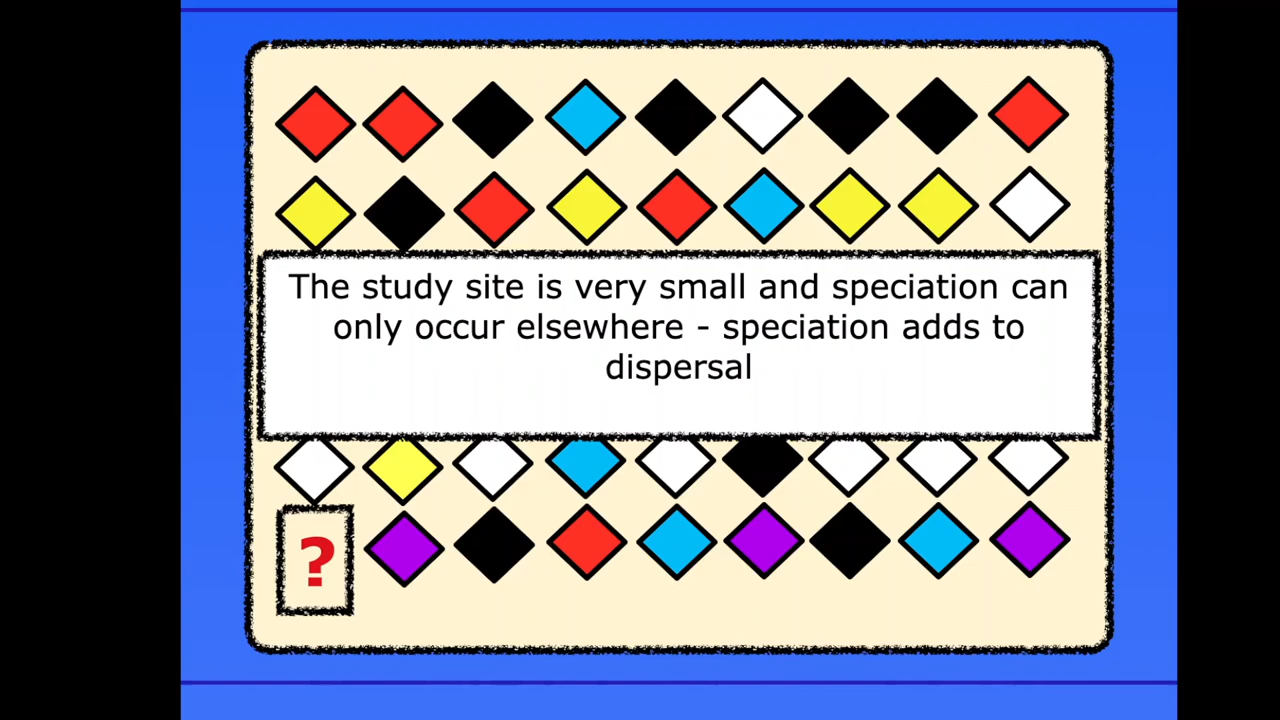 The study site is very small and speciation can
only occur elsewhere - speciation adds to
dispersal
?